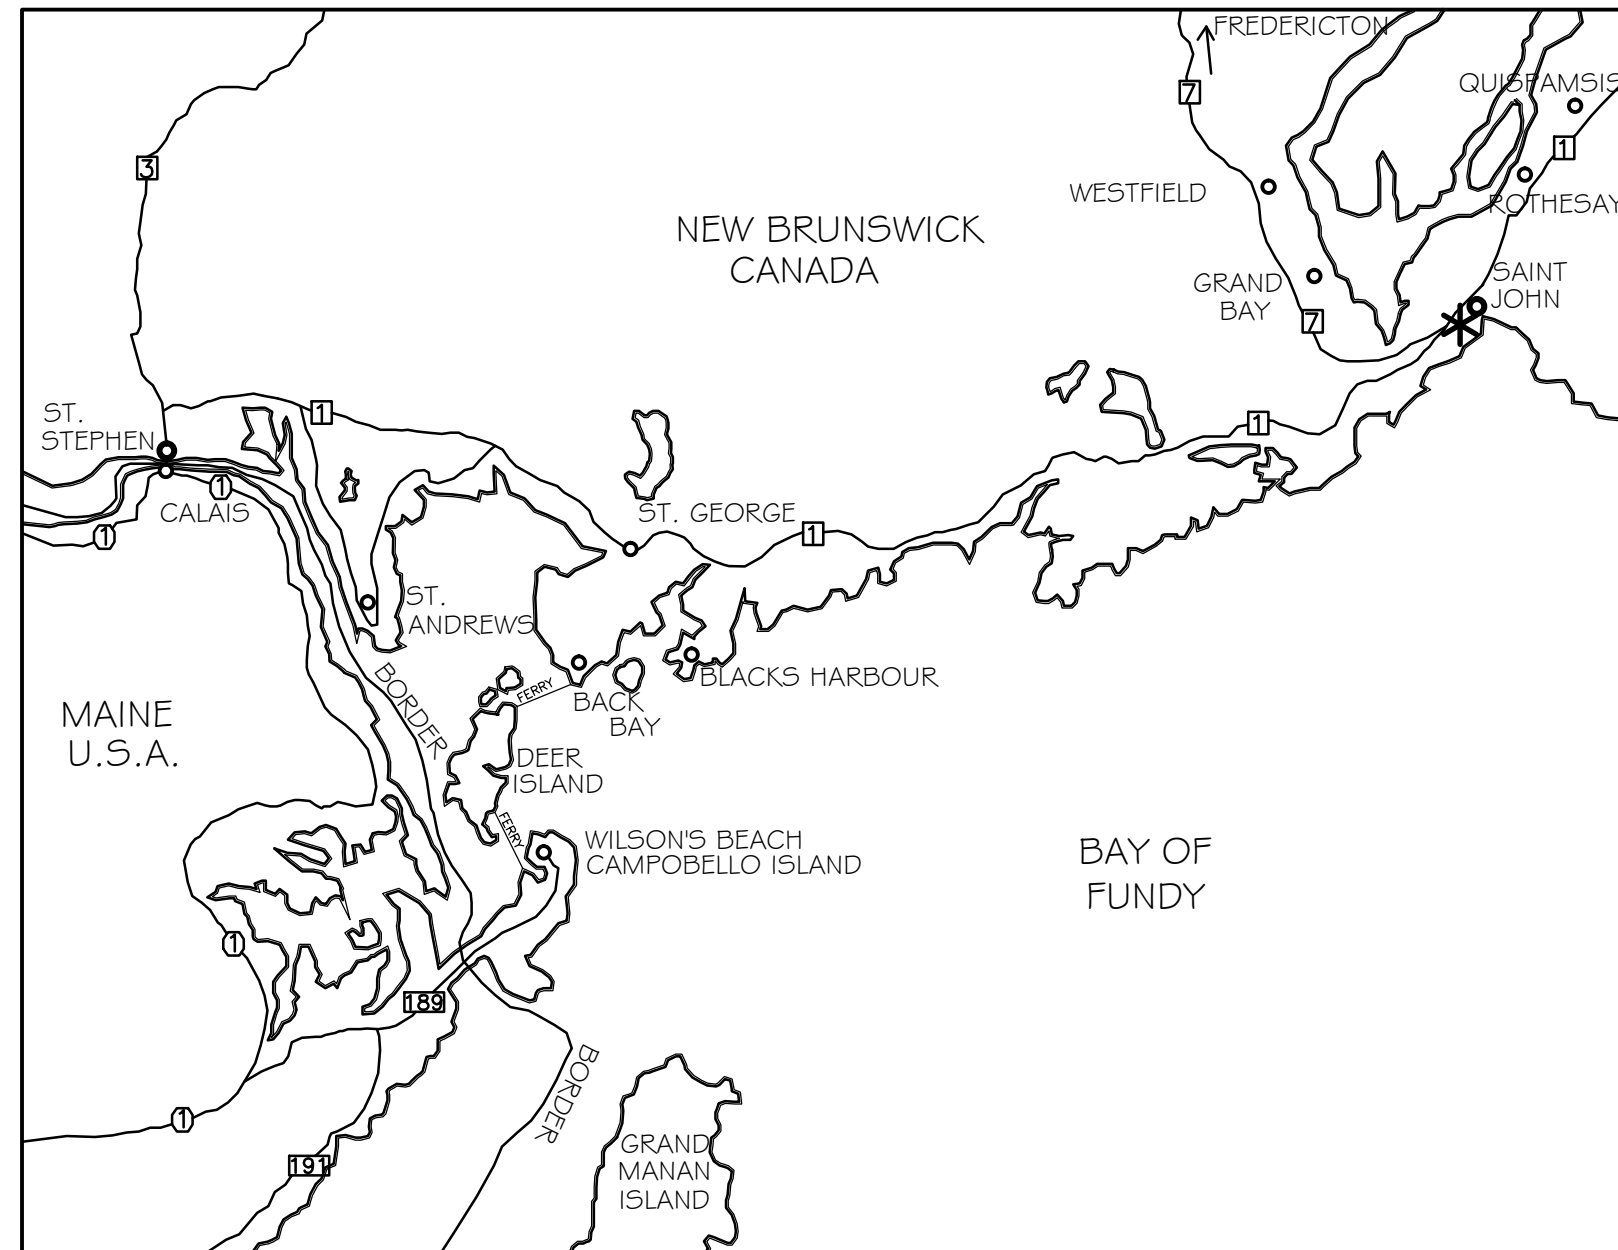 FREDERICTON
QUISPAMSIS
7
1
3
WESTFIELD
ROTHESAY
NEW BRUNSWICK
CANADA
SAINT
JOHN
GRAND
BAY
7
ST.
STEPHEN
1
1
1
CALAIS
1
ST. GEORGE
1
ST.
ANDREWS
BORDER
FERRY
BACK
BAY
BLACKS HARBOUR
MAINE
U.S.A.
DEER
ISLAND
FERRY
WILSON'S BEACH
CAMPOBELLO ISLAND
BAY OF
FUNDY
1
189
BORDER
1
191
GRAND
MANAN
ISLAND